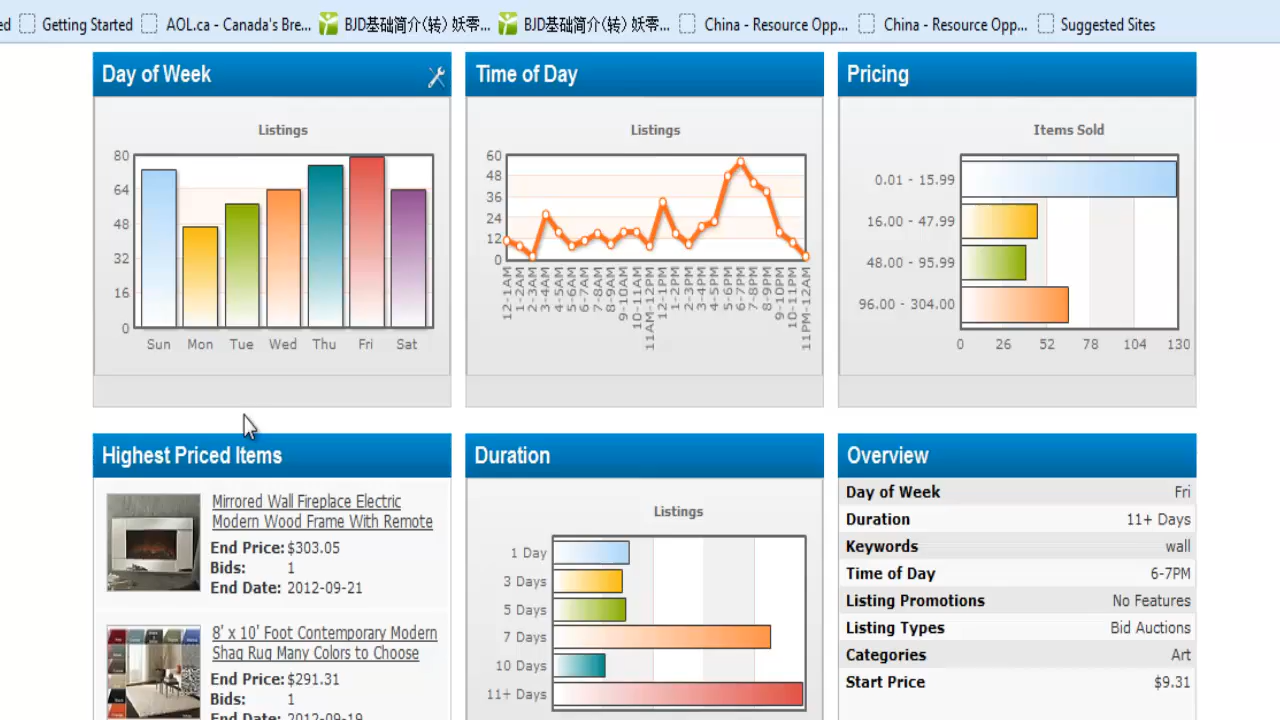 ed
Getting Started
AOL.ca - Canada's Bre...
BJD基础简介(转) 妖零...
BJD基础简介(转) 妖零...
China - Resource Opp...
China - Resource Opp...
Suggested Sites
Day of Week
Listings
80
64
48
32
16
0
Sun Mon Tue Wed Thu Fri Sat
Time of Day
Listings
60
48
36
24
12
0
12-1AM
1-2AM
2-3AM
3-4AM
4-5AM
5-6AM
6-7AM
7-8AM
8-9AM
9-10AM
10-11AM
11AM-12PM
12-1PM
1-2PM
2-3PM
3-4PM
4-5PM
5-6PM
6-7PM
7-8PM
8-9PM
9-10PM
10-11PM
11PM-12AM
Pricing
Items Sold
0.01 - 15.99
16.00 - 47.99
48.00 - 95.99
96.00 - 304.00
0 26 52 78 104 130
Highest Priced Items
Mirrored Wall Fireplace Electric
Modern Wood Frame With Remote
End Price: $303.05
Bids: 1
End Date: 2012-09-21
8' x 10' Foot Contemporary Modern
Shag Rug Many Colors to Choose
End Price: $291.31
Bids: 1
End Date: 2012-09-19
Duration
Listings
1 Day
3 Days
5 Days
7 Days
10 Days
11+ Days
Overview
Day of Week Fri
Duration 11+ Days
Keywords wall
Time of Day 6-7PM
Listing Promotions No Features
Listing Types Bid Auctions
Categories Art
Start Price $9.31